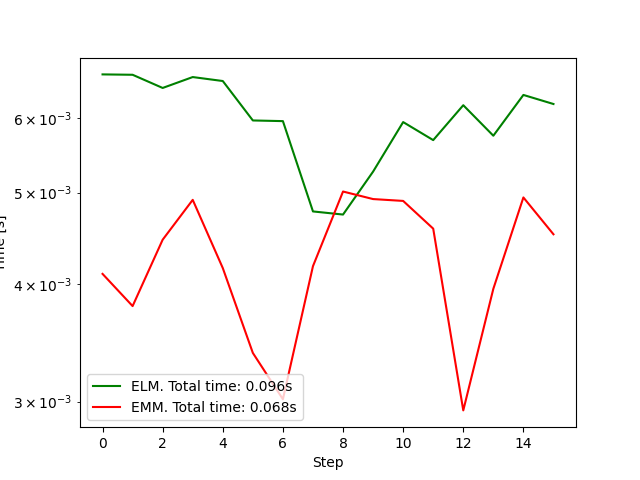 6 × 10⁻³
5 × 10⁻³
4 × 10⁻³
3 × 10⁻³
Time [s]
ELM. Total time: 0.096s
EMM. Total time: 0.068s
0 2 4 6 8 10 12 14
Step